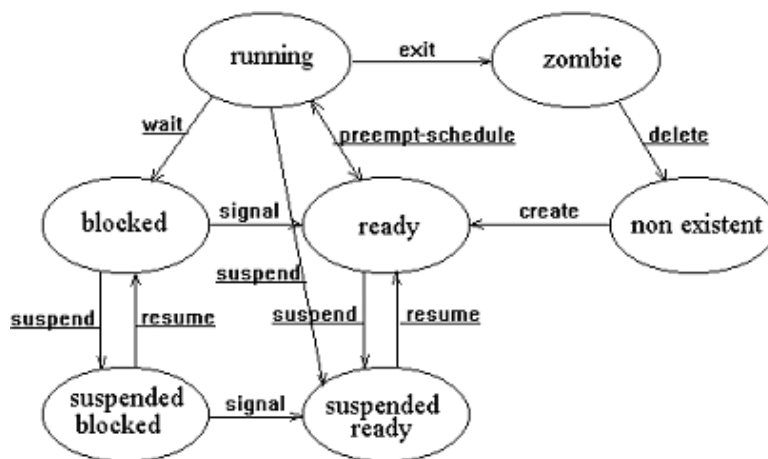 running
exit
zombie
wait
preempt-schedule
delete
blocked
signal
ready
create
non existent
suspend
suspend
resume
suspend
resume
suspended
blocked
signal
suspended
ready